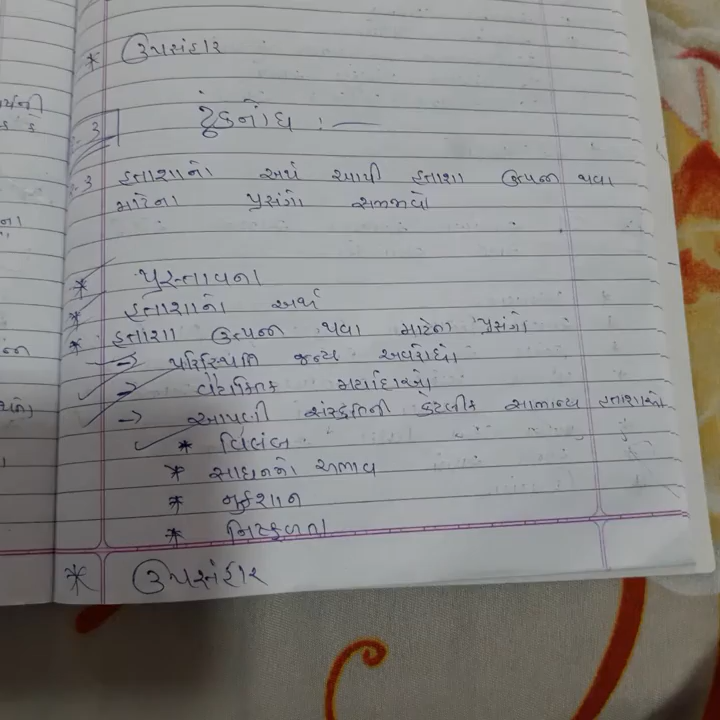 * ઉપસંહાર
3 ટૂંકનોંધ :—
.3 હતાશાનો અર્થ આપી હતાશા ઉત્પન્ન થવા
માટેના પ્રસંગો સમજાવો
* પ્રસ્તાવના
* હતાશાનો અર્થ
* હતાશા ઉત્પન્ન થવા માટેના પ્રસંગો
→ પરિસ્થિતિ જન્ય અવરોધો
→ વૈયક્તિક મર્યાદાઓ
→ આપણી સંસ્કૃતિની કેટલીક સામાન્ય હતાશાઓ
* વિલંબ
* સાધનનો અભાવ
* નુકશાન
* નિષ્ફળતા
* ઉપસંહાર